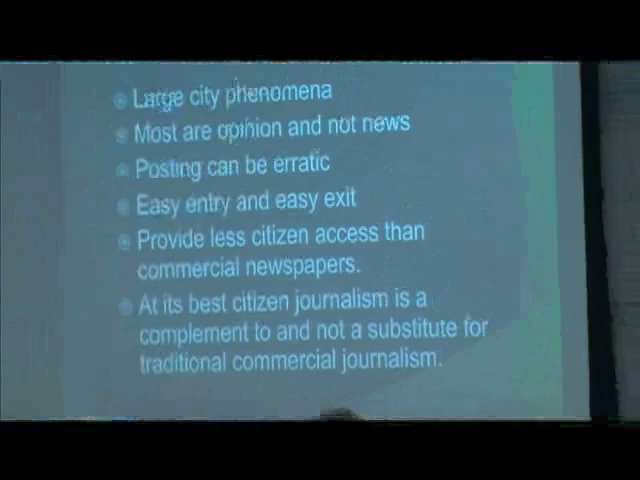 Large city phenomena
Most are opinion and not news
Posting can be erratic
Easy entry and easy exit
Provide less citizen access than
commercial newspapers.
At its best citizen journalism is a
complement to and not a substitute for
traditional commercial journalism.